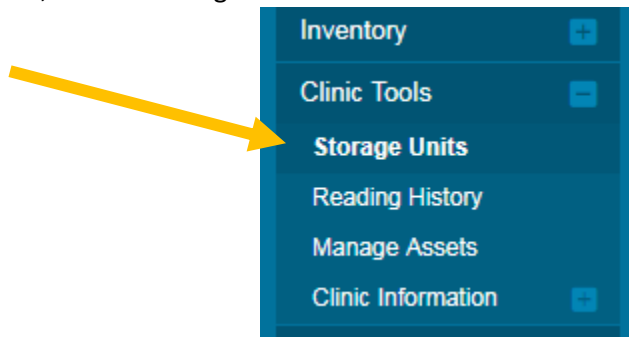 Inventory
Clinic Tools
Storage Units
Reading History
Manage Assets
Clinic Information